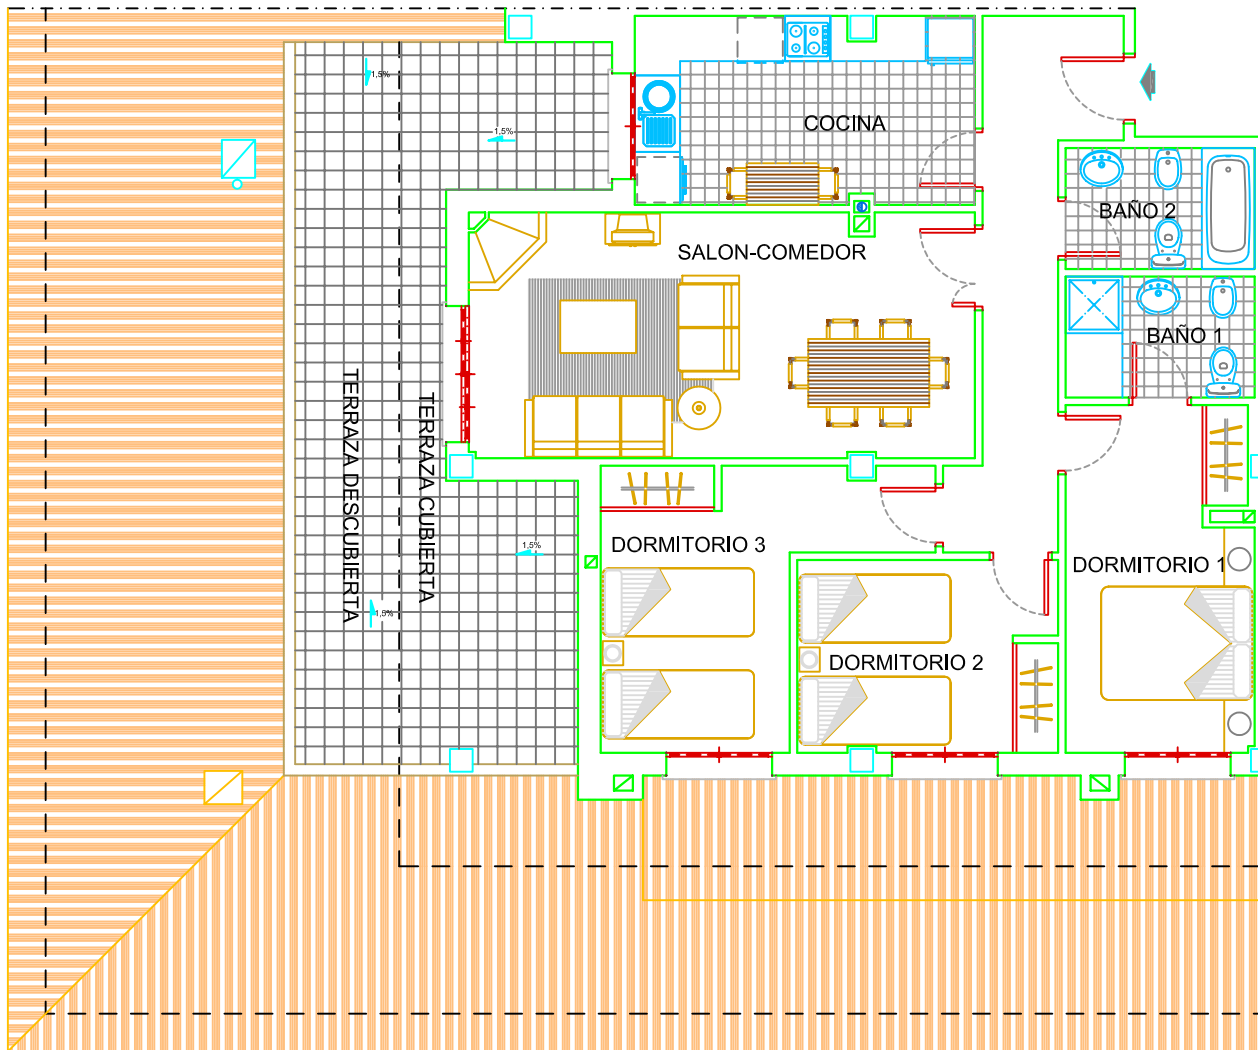 1,5%
1,5%
COCINA
BAÑO 2
SALON-COMEDOR
BAÑO 1
TERRAZA DESCUBIERTA
TERRAZA CUBIERTA
DORMITORIO 3
1,5%
DORMITORIO 1
1,5%
DORMITORIO 2